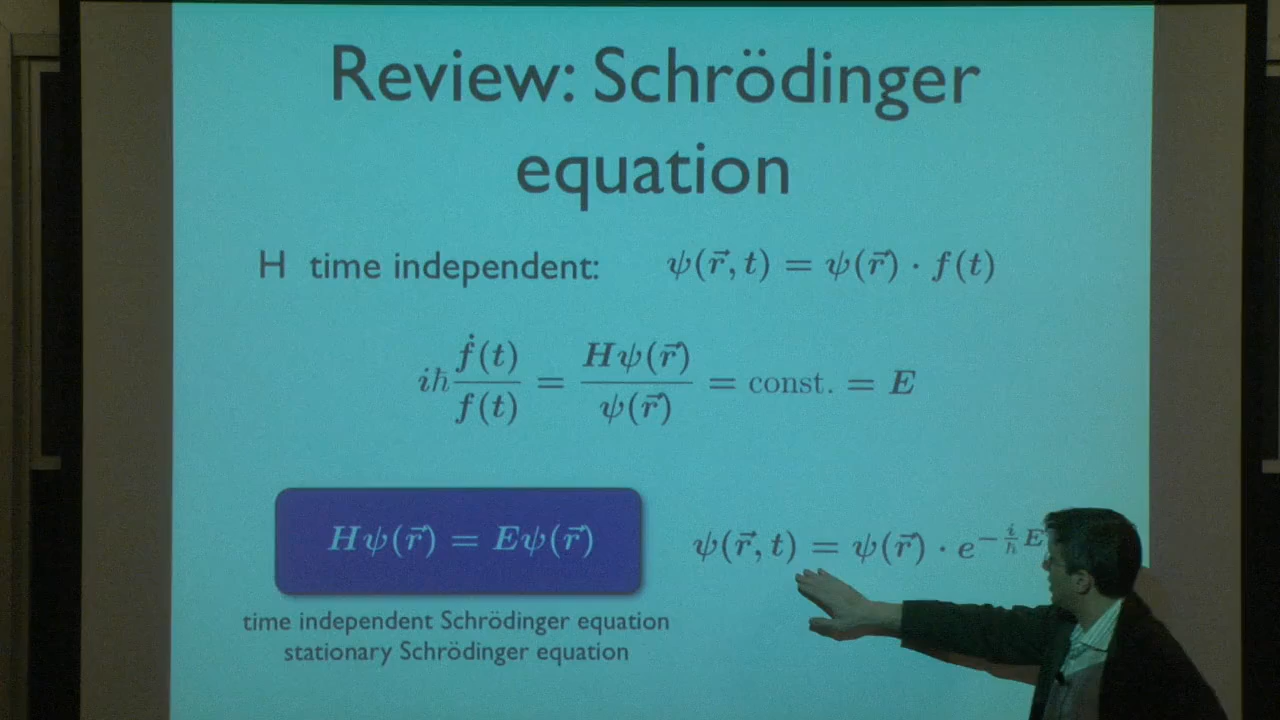 Review: Schrödinger
equation
H time independent: ψ(r⃗, t) = ψ(r⃗) · f(t)
iħ ḟ(t)/f(t) = Hψ(r⃗)/ψ(r⃗) = const. = E
Hψ(r⃗) = Eψ(r⃗)
ψ(r⃗, t) = ψ(r⃗) · e^{-i/ħ E
time independent Schrödinger equation
stationary Schrödinger equation